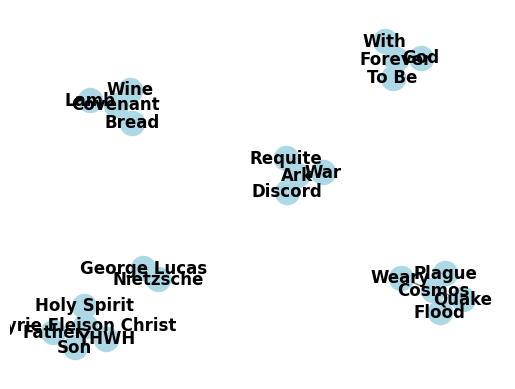 With
Forever
God
To Be
Wine
Lamb
Covenant
Bread
Requite
Ark
War
Discord
George Lucas
Nietzsche
Weary
Plague
Cosmos
Quake
Flood
Holy Spirit
yrie Eleison Christ
Father
YHWH
Son